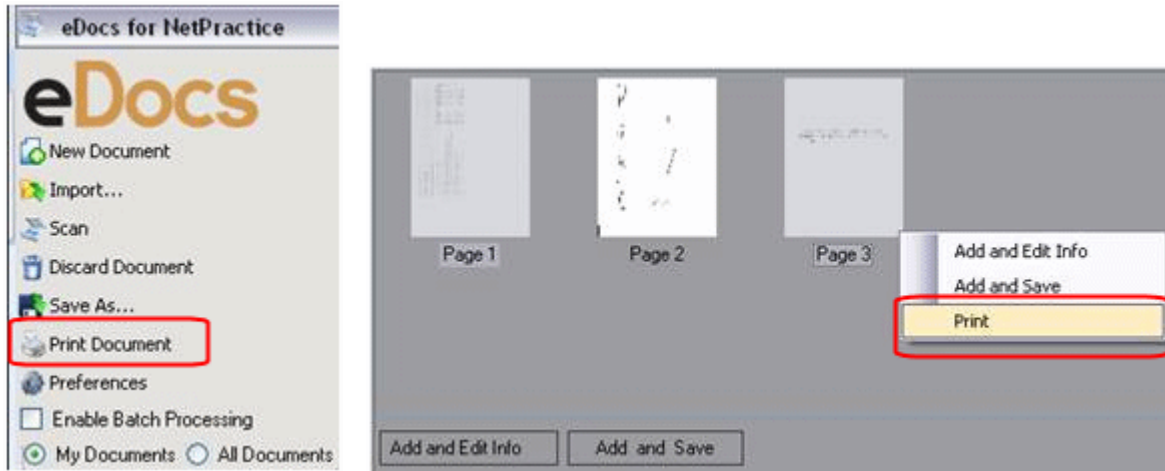 eDocs for NetPractice
eDocs
New Document
Import...
Scan
Discard Document
Save As...
Print Document
Preferences
Enable Batch Processing
My Documents All Documents
Page 1 Page 2 Page 3
Add and Edit Info
Add and Save
Print
Add and Edit Info Add and Save